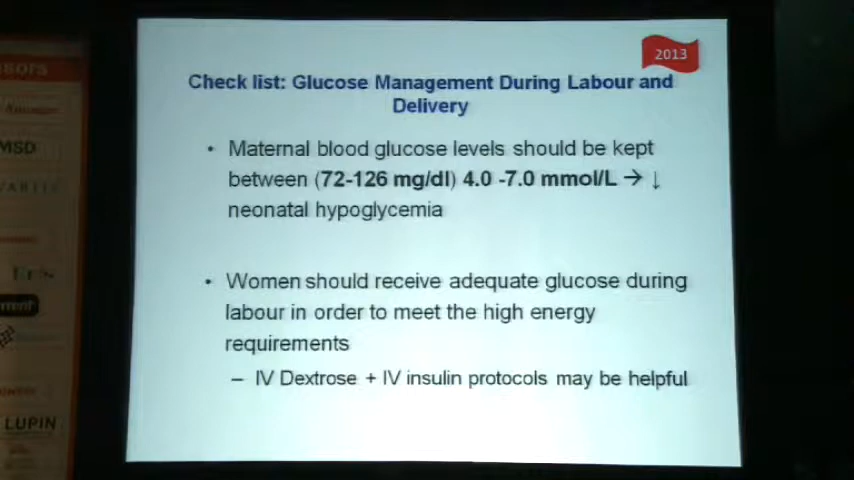 2013
Check list: Glucose Management During Labour and
Delivery
• Maternal blood glucose levels should be kept
between (72-126 mg/dl) 4.0 -7.0 mmol/L → ↓
neonatal hypoglycemia
• Women should receive adequate glucose during
labour in order to meet the high energy
requirements
– IV Dextrose + IV insulin protocols may be helpful
MSD
LUPIN